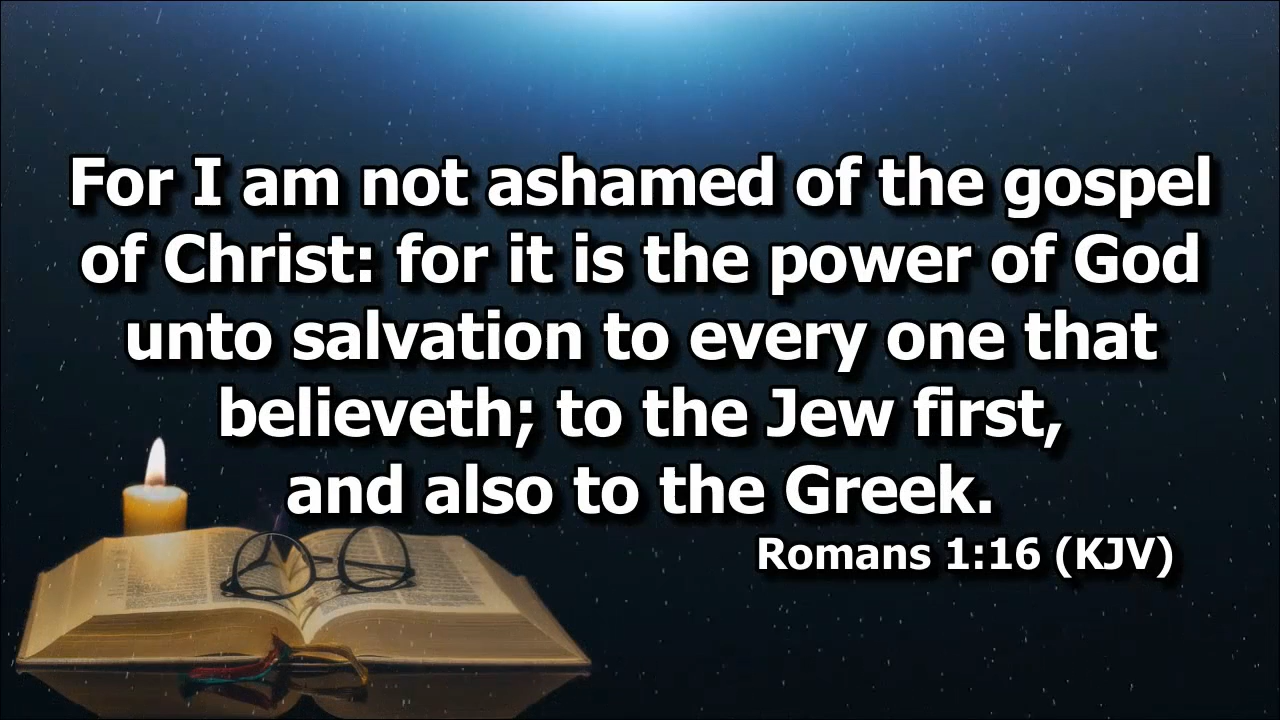 For I am not ashamed of the gospel
of Christ: for it is the power of God
unto salvation to every one that
believeth; to the Jew first,
and also to the Greek.
Romans 1:16 (KJV)